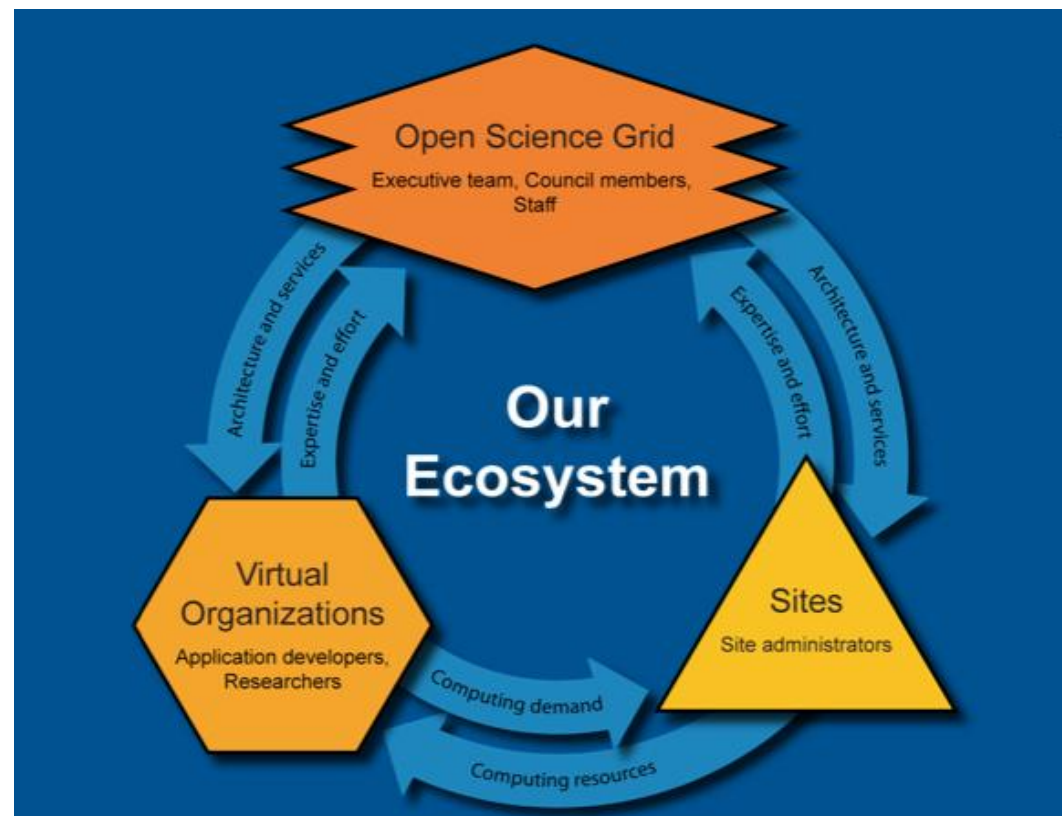 Open Science Grid
Executive team, Council members,
Staff
Architecture and services
Expertise and effort
Expertise and effort
Architecture and services
Our
Ecosystem
Virtual
Organizations
Application developers,
Researchers
Sites
Site administrators
Computing demand
Computing resources